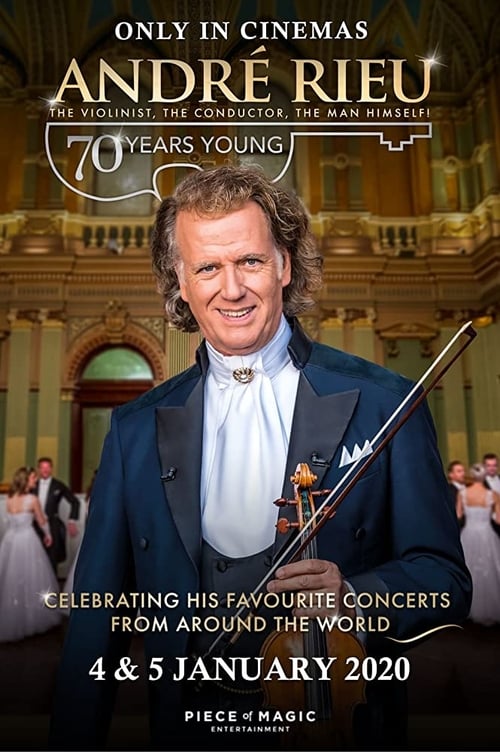 ONLY IN CINEMAS
ANDRÉ RIEU
THE VIOLINIST, THE CONDUCTOR, THE MAN HIMSELF!
70 YEARS YOUNG
CELEBRATING HIS FAVOURITE CONCERTS
FROM AROUND THE WORLD
4 & 5 JANUARY 2020
PIECE of MAGIC
ENTERTAINMENT